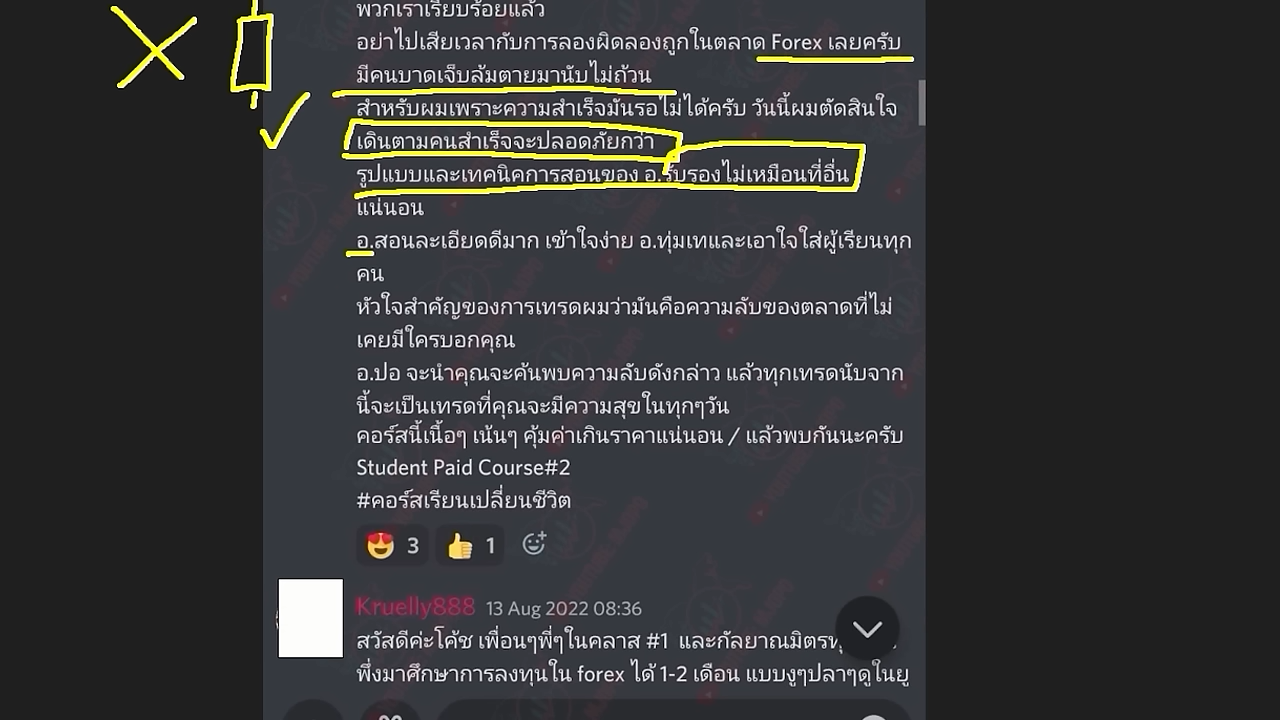 พวกเราเรียบร้อยแล้ว
อย่าไปเสียเวลากับการลองผิดลองถูกในตลาด Forex เลยครับ
มีคนบาดเจ็บล้มตายมานับไม่ถ้วน
สำหรับผมเพราะความสำเร็จมันรอไม่ได้ครับ วันนี้ผมตัดสินใจ
เดินตามคนสำเร็จจะปลอดภัยกว่า
รูปแบบและเทคนิคการสอนของ อ.รับรองไม่เหมือนที่อื่น
แน่นอน
อ.สอนละเอียดดีมาก เข้าใจง่าย อ.ทุ่มเทและเอาใจใส่ผู้เรียนทุก
คน
หัวใจสำคัญของการเทรดผมว่ามันคือความลับของตลาดที่ไม่
เคยมีใครบอกคุณ
อ.ปอ จะนำคุณจะค้นพบความลับดังกล่าว แล้วทุกเทรดนับจาก
นี้จะเป็นเทรดที่คุณจะมีความสุขในทุกๆวัน
คอร์สนี้เนื้อๆ เน้นๆ คุ้มค่าเกินราคาแน่นอน / แล้วพบกันนะครับ
Student Paid Course#2
#คอร์สเรียนเปลี่ยนชีวิต
3 1
Kruelly888 13 Aug 2022 08:36
สวัสดีค่ะโค้ช เพื่อนๆพี่ๆในคลาส #1 และกัลยาณมิตร
พึ่งมาศึกษาการลงทุนใน forex ได้ 1-2 เดือน แบบงูๆปลาๆดูในยู